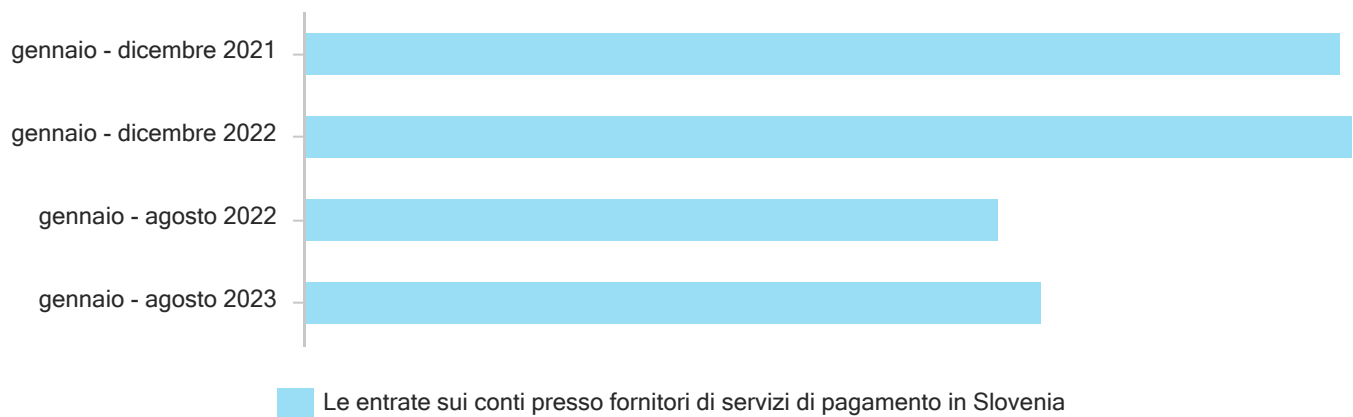 gennaio - dicembre 2021
gennaio - dicembre 2022
gennaio - agosto 2022
gennaio - agosto 2023
Le entrate sui conti presso fornitori di servizi di pagamento in Slovenia